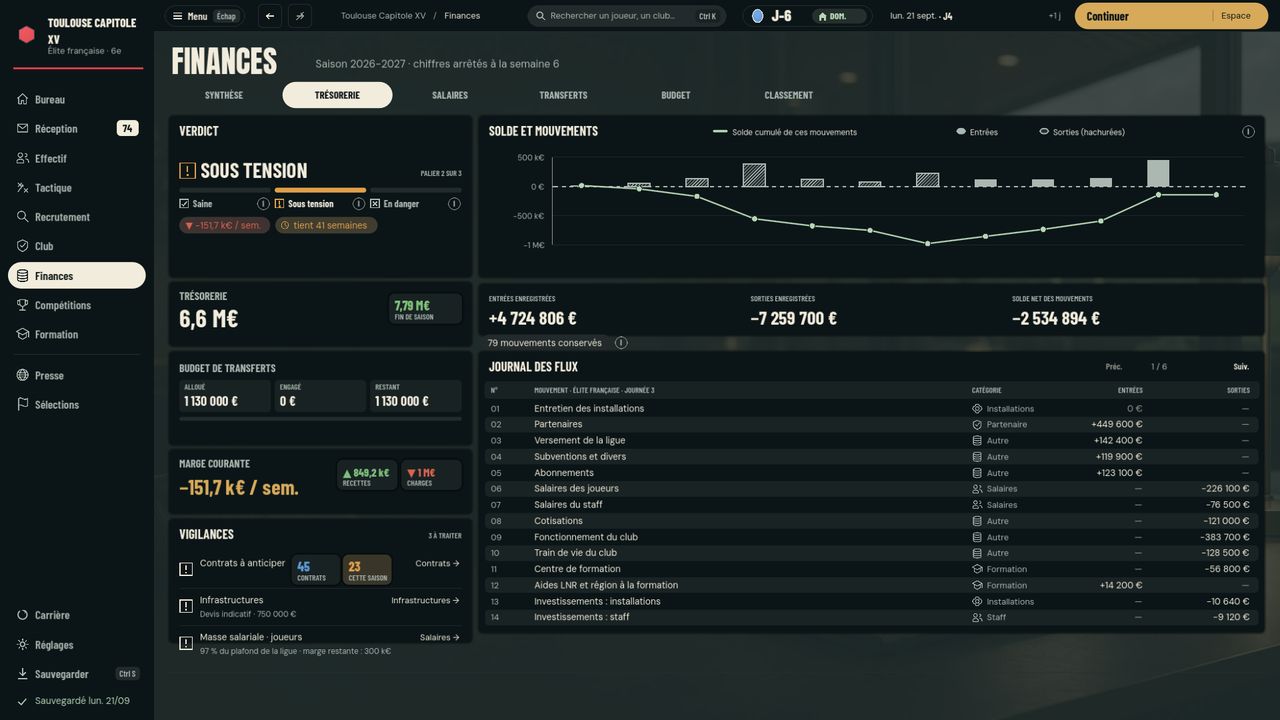 TOULOUSE CAPITOLE
XV
Élite française · 6e
Menu Échap
Toulouse Capitole XV / Finances
Rechercher un joueur, un club... Ctrl K
J-6 DOM.
lun. 21 sept. · J4
+1 j
Continuer Espace
Bureau
Réception 74
Effectif
Tactique
Recrutement
Club
Finances
Compétitions
Formation
Presse
Sélections
Carrière
Réglages
Sauvegarder Ctrl S
Sauvegardé lun. 21/09
FINANCES
Saison 2026-2027 · chiffres arrêtés à la semaine 6
SYNTHÈSE TRÉSORERIE SALAIRES TRANSFERTS BUDGET CLASSEMENT
VERDICT
SOUS TENSION PALIER 2 SUR 3
Saine Sous tension En danger
▼ −151,7 k€ / sem. tient 41 semaines
TRÉSORERIE
6,6 M€
7,79 M€
FIN DE SAISON
BUDGET DE TRANSFERTS
ALLOUÉ ENGAGÉ RESTANT
1 130 000 € 0 € 1 130 000 €
MARGE COURANTE
−151,7 k€ / sem.
▲ 849,2 k€ ▼ 1 M€
RECETTES CHARGES
VIGILANCES 3 À TRAITER
Contrats à anticiper 45 23 Contrats →
CONTRATS CETTE SAISON
Infrastructures Infrastructures →
Devis indicatif · 750 000 €
Masse salariale · joueurs Salaires →
97 % du plafond de la ligue · marge restante : 300 k€
SOLDE ET MOUVEMENTS Solde cumulé de ces mouvements Entrées Sorties (hachurées)
500 k€
0 €
−500 k€
−1 M€
ENTRÉES ENREGISTRÉES SORTIES ENREGISTRÉES SOLDE NET DES MOUVEMENTS
+4 724 806 € −7 259 700 € −2 534 894 €
79 mouvements conservés
JOURNAL DES FLUX Préc. 1 / 6 Suiv.
N° MOUVEMENT · ÉLITE FRANÇAISE · JOURNÉE 3 CATÉGORIE ENTRÉES SORTIES
01 Entretien des installations Installations 0 € —
02 Partenaires Partenaire +449 600 € —
03 Versement de la ligue Autre +142 400 € —
04 Subventions et divers Autre +119 900 € —
05 Abonnements Autre +123 100 € —
06 Salaires des joueurs Salaires — −226 100 €
07 Salaires du staff Salaires — −76 500 €
08 Cotisations Autre — −121 000 €
09 Fonctionnement du club Autre — −383 700 €
10 Train de vie du club Autre — −128 500 €
11 Centre de formation Formation — −56 800 €
12 Aides LNR et région à la formation Formation +14 200 € —
13 Investissements : installations Installations — −10 640 €
14 Investissements : staff Staff — −9 120 €